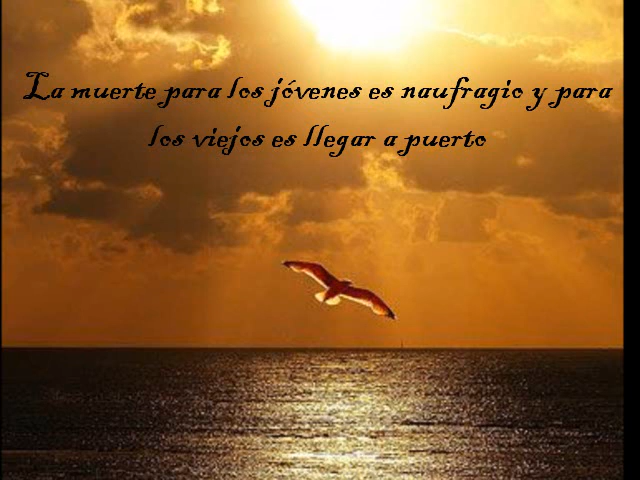 La muerte para los jóvenes es naufragio y para
los viejos es llegar a puerto